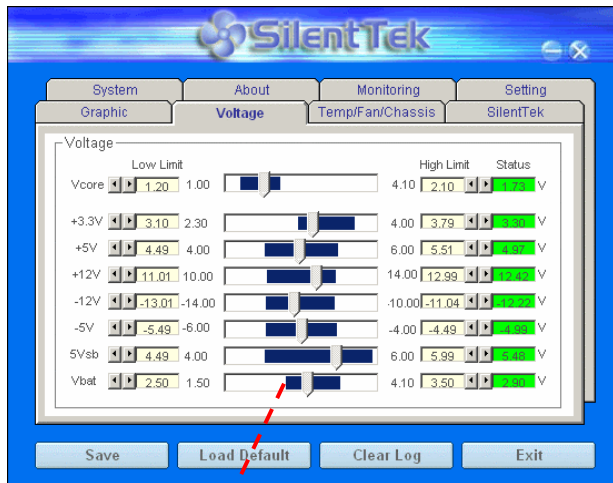 SilentTek
System About Monitoring Setting
Graphic Voltage Temp/Fan/Chassis SilentTek
Voltage
Low Limit High Limit Status
Vcore 1.20 1.00 4.10 2.10 1.73 V
+3.3V 3.10 2.30 4.00 3.79 3.30 V
+5V 4.49 4.00 6.00 5.51 4.97 V
+12V 11.01 10.00 14.00 12.99 12.42 V
-12V -13.01 -14.00 -10.00 -11.04 -12.22 V
-5V -5.49 -6.00 -4.00 -4.49 -4.99 V
5Vsb 4.49 4.00 6.00 5.99 5.48 V
Vbat 2.50 1.50 4.10 3.50 2.90 V
Save Load Default Clear Log Exit